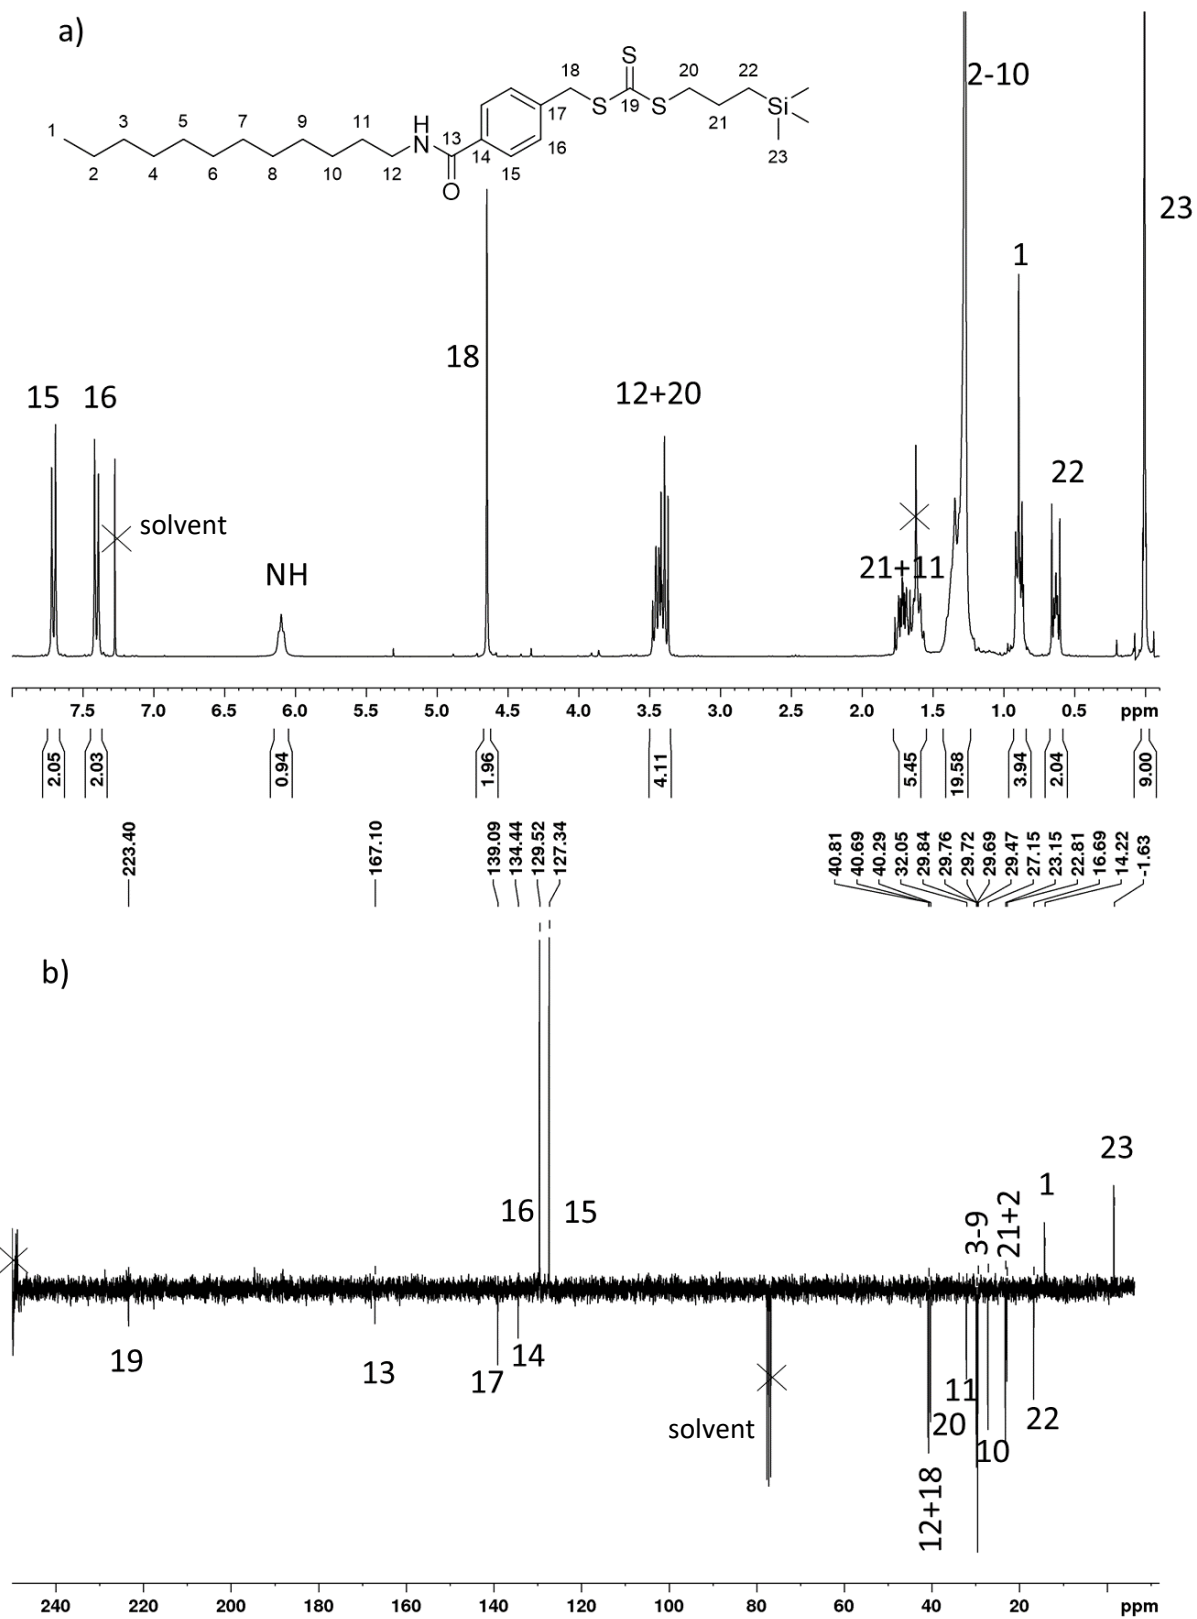 a)
S
18 20 22
S 19 S Si
17 21
1 3 5 7 9 11 H 13 16 23
N 14
2 4 6 8 10 12 O 15
2-10
23
1
18
15 16 12+20
22
solvent
NH 21+11
7.5 7.0 6.5 6.0 5.5 5.0 4.5 4.0 3.5 3.0 2.5 2.0 1.5 1.0 0.5 ppm
2.05 2.03 0.94 1.96 4.11 5.45 19.58 3.94 2.04 9.00
223.40 167.10 139.09 134.44 129.52 127.34 40.81 40.69 40.29 32.05 29.84 29.76 29.72 29.69 29.47 27.15 23.15 22.81 16.69 14.22 -1.63
b)
23
1
16 15 3-9 21+2
19 13 17 14
11 22
solvent 20 10
12+18
240 220 200 180 160 140 120 100 80 60 40 20 ppm